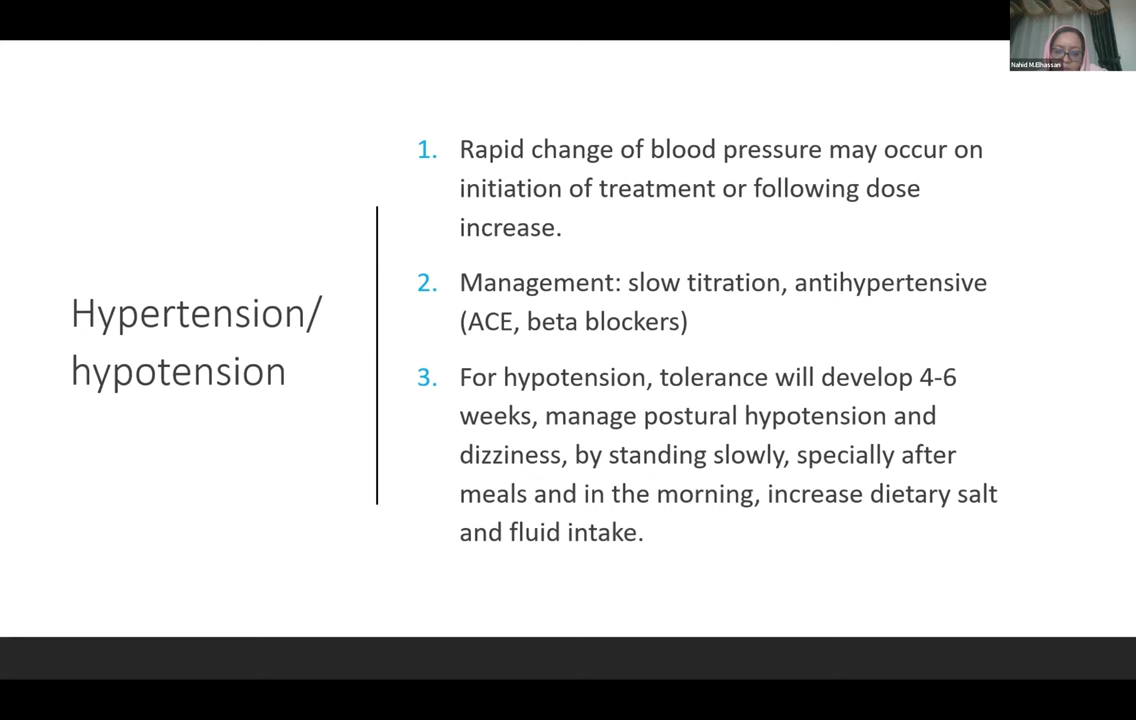 Nahid M.Elhassan
Hypertension/
hypotension
1. Rapid change of blood pressure may occur on
initiation of treatment or following dose
increase.
2. Management: slow titration, antihypertensive
(ACE, beta blockers)
3. For hypotension, tolerance will develop 4-6
weeks, manage postural hypotension and
dizziness, by standing slowly, specially after
meals and in the morning, increase dietary salt
and fluid intake.